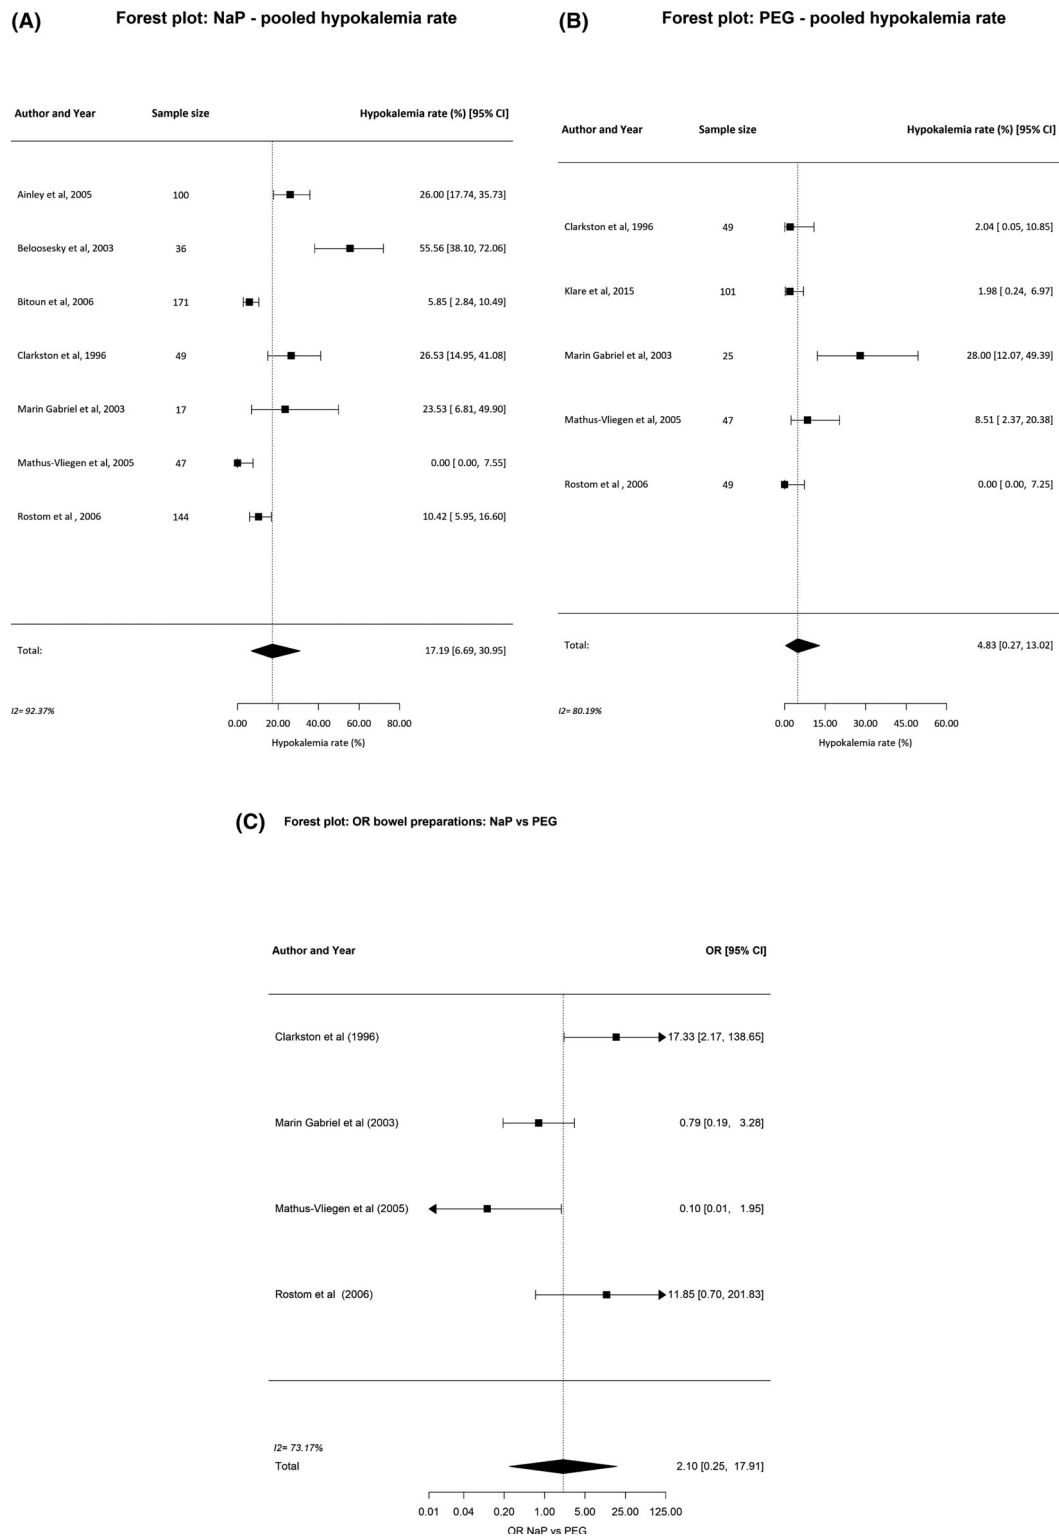 (A) Forest plot: NaP - pooled hypokalemia rate
Author and Year Sample size Hypokalemia rate (%) [95% CI]
Ainley et al, 2005 100 26.00 [17.74, 35.73]
Beloosesky et al, 2003 36 55.56 [38.10, 72.06]
Bitoun et al, 2006 171 5.85 [ 2.84, 10.49]
Clarkston et al, 1996 49 26.53 [14.95, 41.08]
Marin Gabriel et al, 2003 17 23.53 [ 6.81, 49.90]
Mathus-Vliegen et al, 2005 47 0.00 [ 0.00, 7.55]
Rostom et al , 2006 144 10.42 [ 5.95, 16.60]
Total: 17.19 [6.69, 30.95]
I2= 92.37%
0.00 20.00 40.00 60.00 80.00
Hypokalemia rate (%)
(B) Forest plot: PEG - pooled hypokalemia rate
Author and Year Sample size Hypokalemia rate (%) [95% CI]
Clarkston et al, 1996 49 2.04 [ 0.05, 10.85]
Klare et al, 2015 101 1.98 [ 0.24, 6.97]
Marin Gabriel et al, 2003 25 28.00 [12.07, 49.39]
Mathus-Vliegen et al, 2005 47 8.51 [ 2.37, 20.38]
Rostom et al , 2006 49 0.00 [ 0.00, 7.25]
Total: 4.83 [0.27, 13.02]
I2= 80.19%
0.00 15.00 30.00 45.00 60.00
Hypokalemia rate (%)
(C) Forest plot: OR bowel preparations: NaP vs PEG
Author and Year OR [95% CI]
Clarkston et al (1996) 17.33 [2.17, 138.65]
Marin Gabriel et al (2003) 0.79 [0.19, 3.28]
Mathus-Vliegen et al (2005) 0.10 [0.01, 1.95]
Rostom et al (2006) 11.85 [0.70, 201.83]
I2= 73.17%
Total 2.10 [0.25, 17.91]
0.01 0.04 0.20 1.00 5.00 25.00 125.00
OR NaP vs PEG